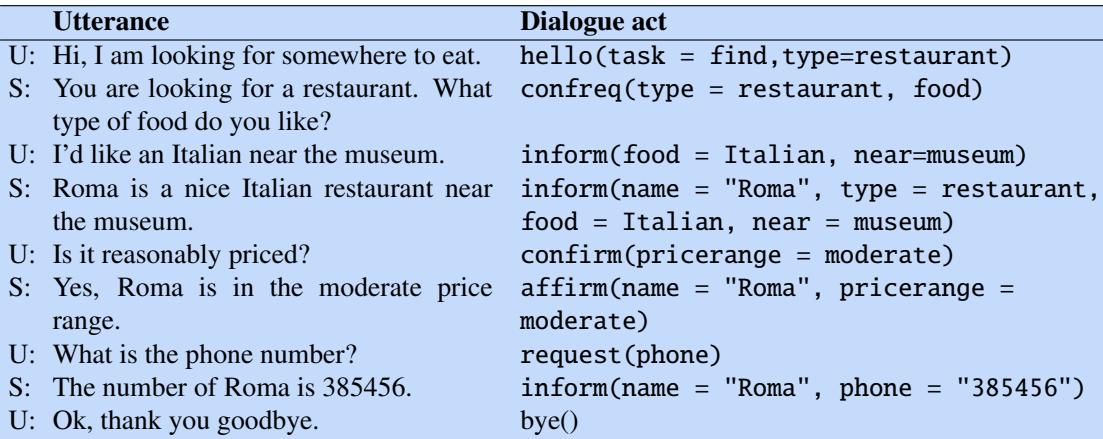 Utterance Dialogue act
U: Hi, I am looking for somewhere to eat. hello(task = find,type=restaurant)
S: You are looking for a restaurant. What confreq(type = restaurant, food)
type of food do you like?
U: I'd like an Italian near the museum. inform(food = Italian, near=museum)
S: Roma is a nice Italian restaurant near inform(name = "Roma", type = restaurant,
the museum. food = Italian, near = museum)
U: Is it reasonably priced? confirm(pricerange = moderate)
S: Yes, Roma is in the moderate price affirm(name = "Roma", pricerange =
range. moderate)
U: What is the phone number? request(phone)
S: The number of Roma is 385456. inform(name = "Roma", phone = "385456")
U: Ok, thank you goodbye. bye()